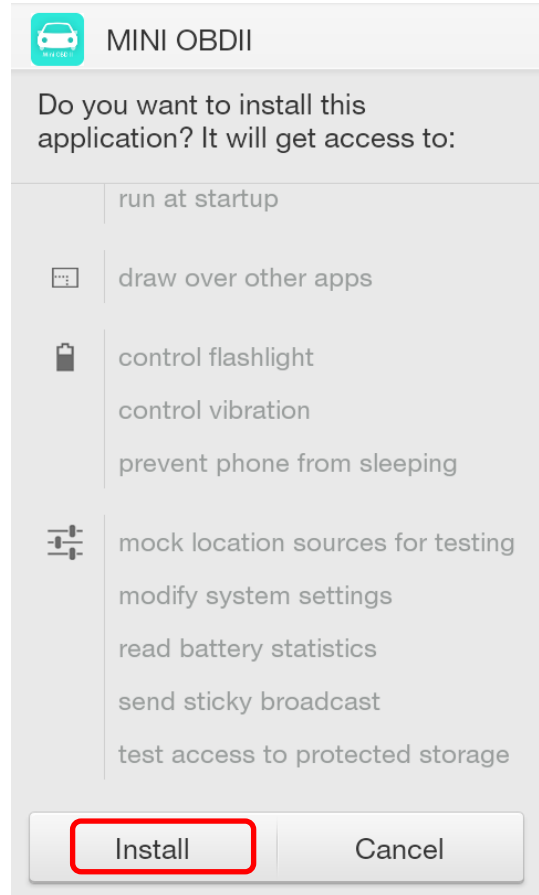 MINI OBDII
MINI OBDII
Do you want to install this
application? It will get access to:
run at startup
draw over other apps
control flashlight
control vibration
prevent phone from sleeping
mock location sources for testing
modify system settings
read battery statistics
send sticky broadcast
test access to protected storage
Install
Cancel